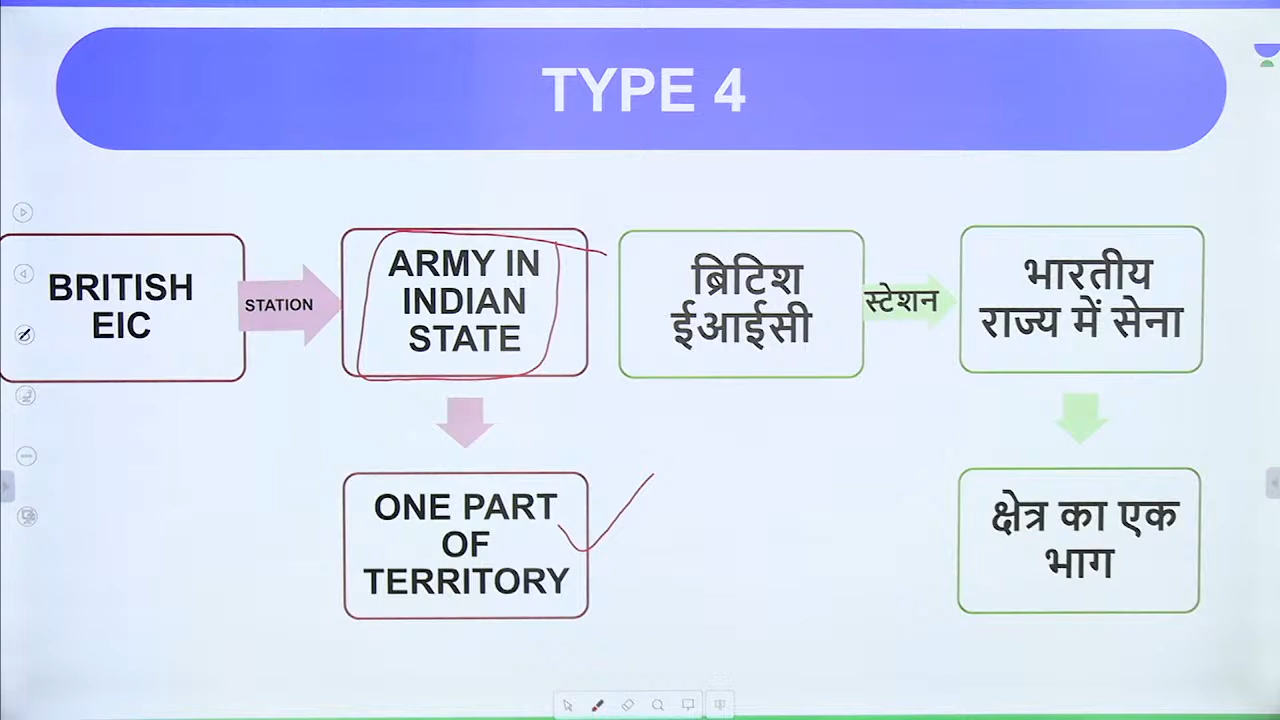 TYPE 4
BRITISH
EIC
STATION
ARMY IN
INDIAN
STATE
ONE PART
OF
TERRITORY
ब्रिटिश
ईआईसी
स्टेशन
भारतीय
राज्य में सेना
क्षेत्र का एक
भाग